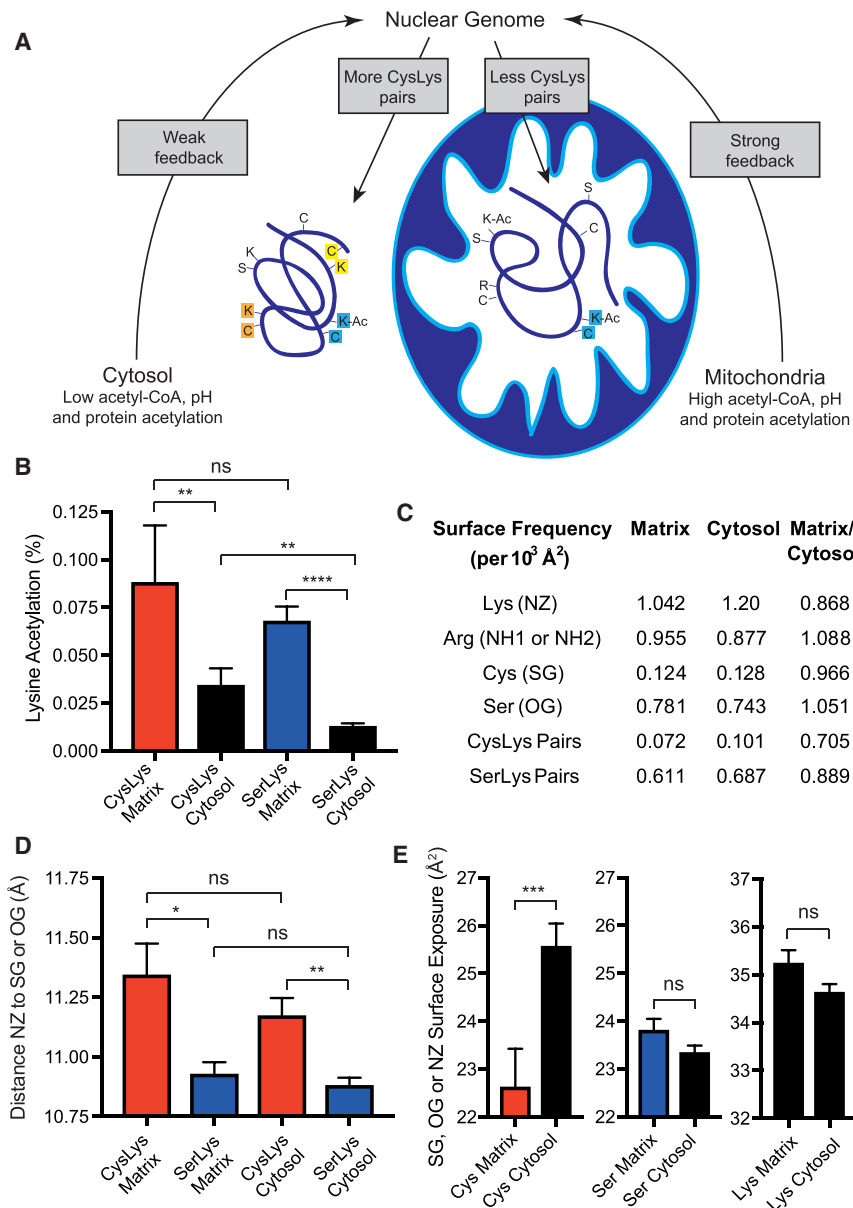 A
Nuclear Genome
More CysLys
pairs
Less CysLys
pairs
Weak
feedback
Strong
feedback
C
C
K
K
S
K
C
K-Ac
C
S
K-Ac
S
C
R
C
K-Ac
C
Cytosol
Low acetyl-CoA, pH
and protein acetylation
Mitochondria
High acetyl-CoA, pH
and protein acetylation
B
Lysine Acetylation (%)
0.125
0.100
0.075
0.050
0.025
0.000
ns
**
**
****
CysLys
Matrix
CysLys
Cytosol
SerLys
Matrix
SerLys
Cytosol
C
Surface Frequency Matrix Cytosol Matrix/
(per 10³ Å²) Cytoso
Lys (NZ) 1.042 1.20 0.868
Arg (NH1 or NH2) 0.955 0.877 1.088
Cys (SG) 0.124 0.128 0.966
Ser (OG) 0.781 0.743 1.051
CysLys Pairs 0.072 0.101 0.705
SerLys Pairs 0.611 0.687 0.889
D
Distance NZ to SG or OG (Å)
11.75
11.50
11.25
11.00
10.75
ns
*
ns
**
CysLys
Matrix
SerLys
Matrix
CysLys
Cytosol
SerLys
Cytosol
E
SG, OG or NZ Surface Exposure (Å²)
27
26
25
24
23
22
***
Cys Matrix
Cys Cytosol
27
26
25
24
23
22
ns
Ser Matrix
Ser Cytosol
37
36
35
34
33
32
ns
Lys Matrix
Lys Cytosol